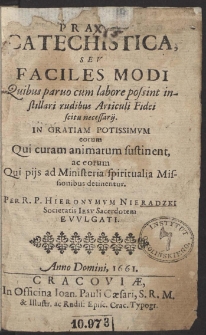 PRAXIS
CATECHISTICA,
SEV
FACILES MODI
Quibus paruo cum labore possint in-
stillari rudibus Articuli Fidei
scitu necessarij.
IN GRATIAM POTISSIMVM
eorum
Qui curam animarum sustinent,
ac eorum
Qui pijs ad Ministeria spiritualia Mis-
sionibus detinentur.
Per R. P. HIERONYMVM NIERADZKI
Societatis IESV Sacerdotem
EVVLGATI.
Anno Domini, 1661.
CRACOVIÆ,
In Officina Ioan. Pauli Cæsari, S. R. M.
& Illustr. ac Rndiss: Episc. Crac. Typogr.
10.973